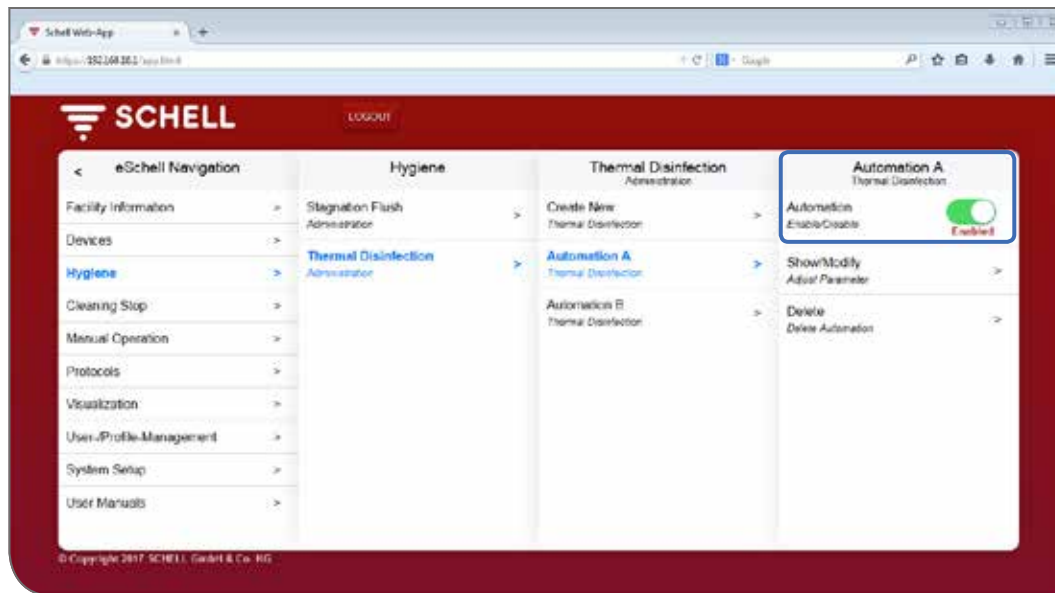 Schell Web-App
Google
SCHELL
LOGOUT
< eSchell Navigation
Facility Information >
Devices >
Hygiene >
Cleaning Stop >
Manual Operation >
Protocols >
Visualization >
User-/Profile-Management >
System Setup >
User Manuals >
Hygiene
Stagnation Flush >
Administration
Thermal Disinfection >
Administration
Thermal Disinfection
Administration
Create New >
Thermal Disinfection
Automation A >
Thermal Disinfection
Automation B >
Thermal Disinfection
Automation A
Thermal Disinfection
Automation
Enable/Disable
Enabled
Show/Modify >
Adjust Parameter
Delete >
Delete Automation
© Copyright 2017 SCHELL GmbH & Co. KG